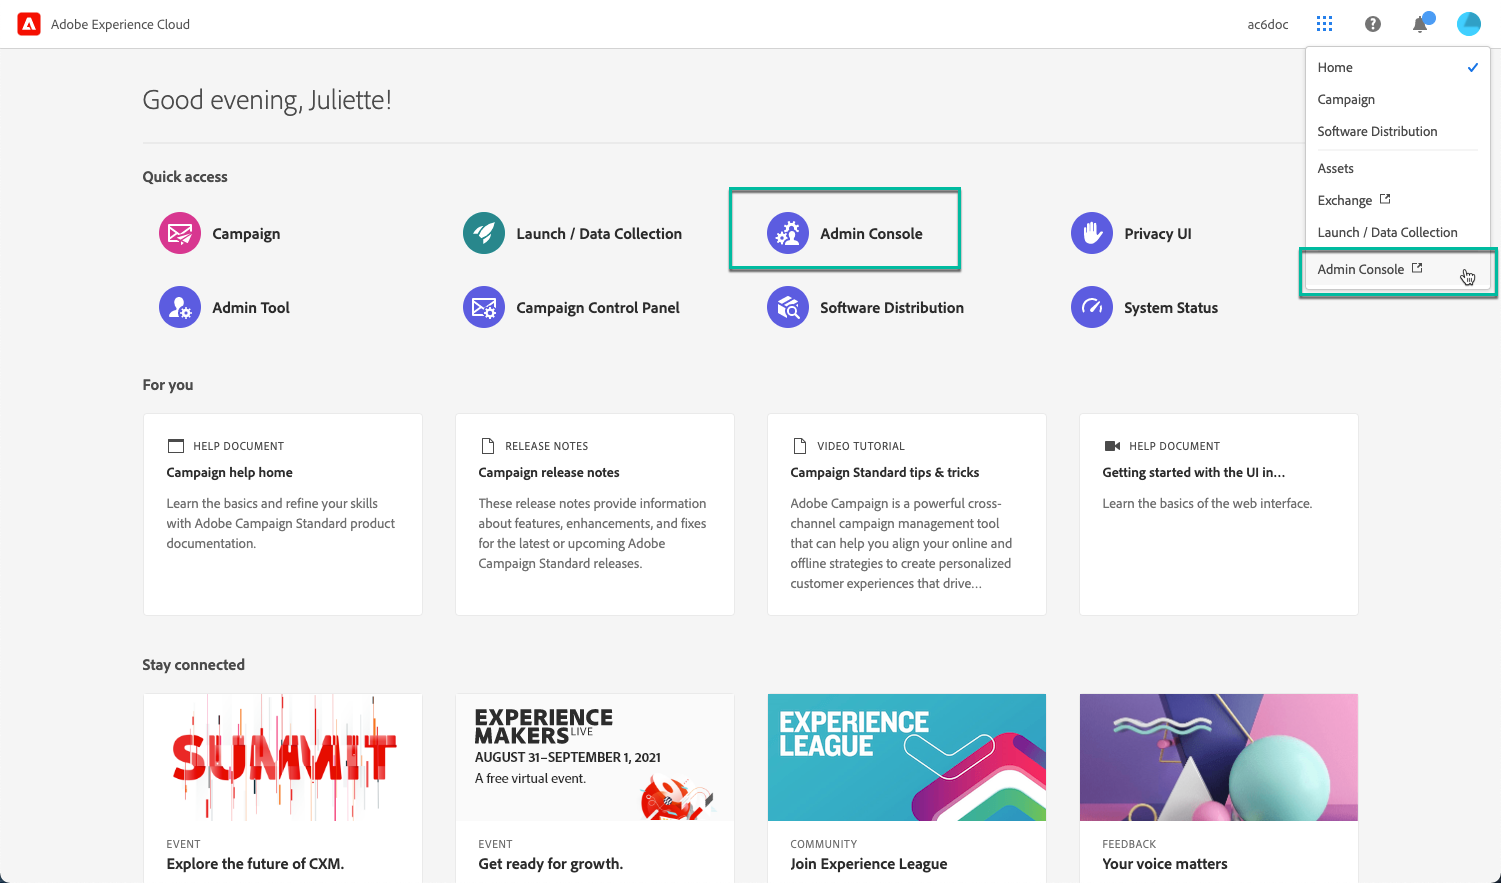 Adobe Experience Cloud
ac6doc
Home
Campaign
Software Distribution
Assets
Exchange
Launch / Data Collection
Admin Console
Good evening, Juliette!
Quick access
Campaign
Launch / Data Collection
Admin Console
Privacy UI
Admin Tool
Campaign Control Panel
Software Distribution
System Status
For you
HELP DOCUMENT
Campaign help home
Learn the basics and refine your skills
with Adobe Campaign Standard product
documentation.
RELEASE NOTES
Campaign release notes
These release notes provide information
about features, enhancements, and fixes
for the latest or upcoming Adobe
Campaign Standard releases.
VIDEO TUTORIAL
Campaign Standard tips & tricks
Adobe Campaign is a powerful cross-
channel campaign management tool
that can help you align your online and
offline strategies to create personalized
customer experiences that drive...
HELP DOCUMENT
Getting started with the UI in...
Learn the basics of the web interface.
Stay connected
SUMMIT
EVENT
Explore the future of CXM.
EXPERIENCE
MAKERS LIVE
AUGUST 31–SEPTEMBER 1, 2021
A free virtual event.
EVENT
Get ready for growth.
EXPERIENCE
LEAGUE
COMMUNITY
Join Experience League
FEEDBACK
Your voice matters